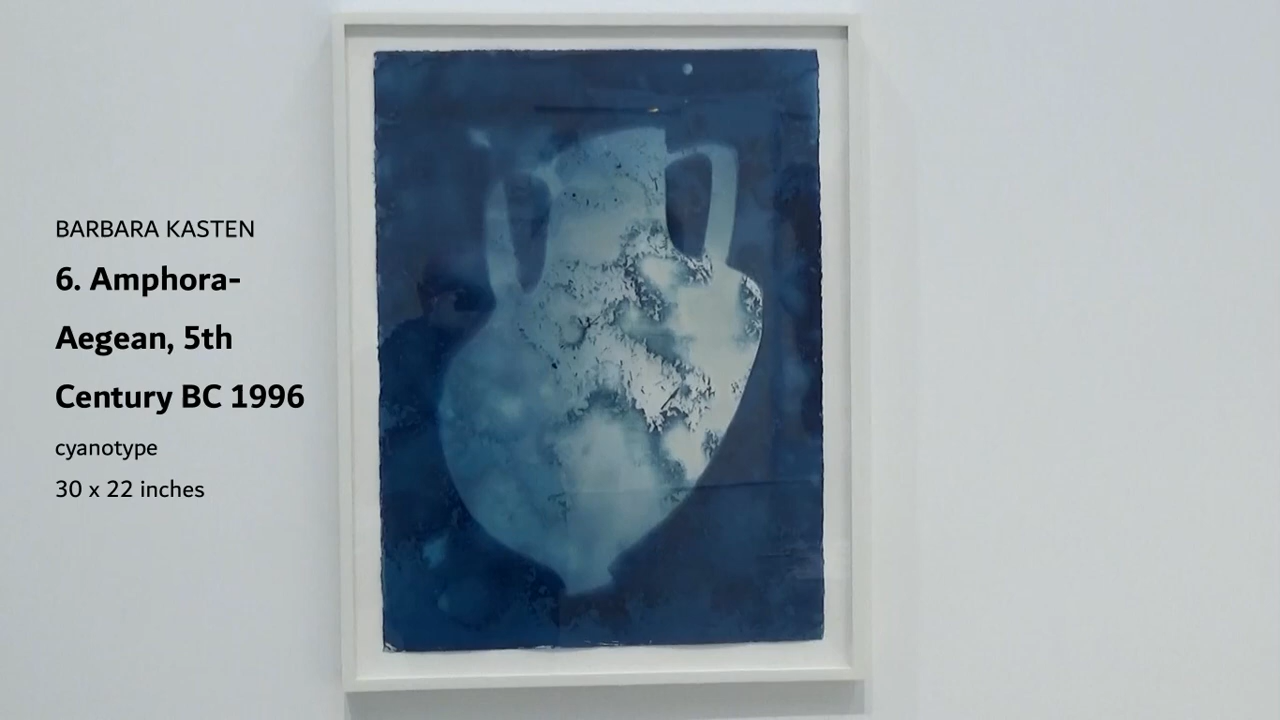 BARBARA KASTEN
6. Amphora-
Aegean, 5th
Century BC 1996
cyanotype
30 x 22 inches